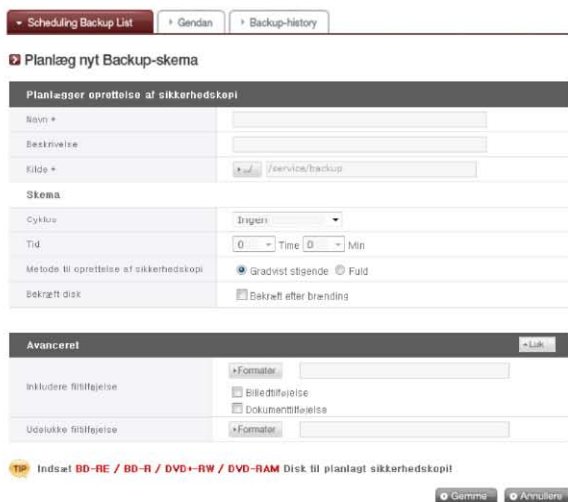 Scheduling Backup List
Gendan
Backup-history
Planlæg nyt Backup-skema
Planlægger oprettelse af sikkerhedskopi
Navn *
Beskrivelse
Kilde *
../ /service/backup
Skema
Cyklus
Ingen
Tid
0 Time 0 Min
Metode til oprettelse af sikkerhedskopi
Gradvist stigende Fuld
Bekræft disk
Bekræft efter brænding
Avanceret
Luk
Inkludere filtilføjelse
Formater
Billedtilføjelse
Dokumenttilføjelse
Udelukke filtilføjelse
Formater
TIP Indsæt BD-RE / BD-R / DVD+-RW / DVD-RAM Disk til planlagt sikkerhedskopi!
Gemme
Annullere